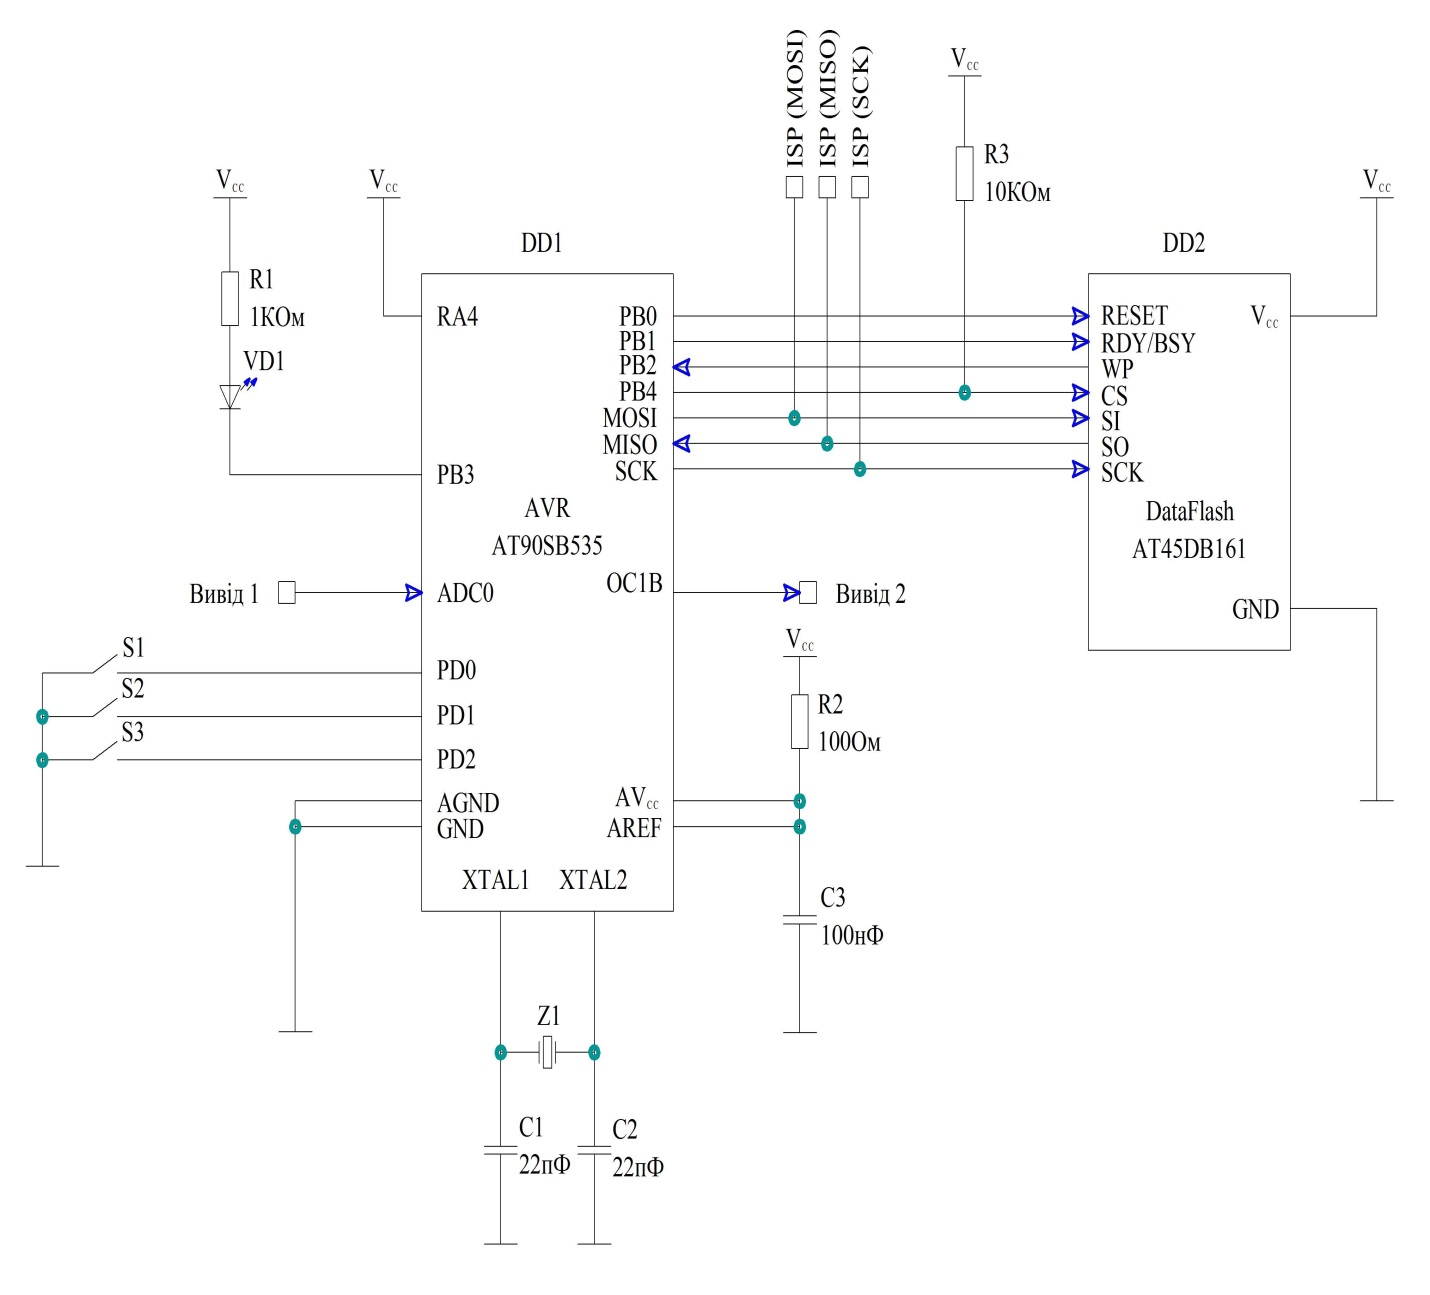 ISP (MOSI)
ISP (MISO)
ISP (SCK)
Vcc
R3
10КОм
Vcc
Vcc
Vcc
DD1
DD2
R1
1КОм
VD1
RA4
PB3
ADC0
PD0
PD1
PD2
AGND
GND
XTAL1
XTAL2
PB0
PB1
PB2
PB4
MOSI
MISO
SCK
AVR
AT90SB535
OC1B
AVcc
AREF
RESET
RDY/BSY
WP
CS
SI
SO
SCK
Vcc
DataFlash
AT45DB161
GND
Вивід 1
Вивід 2
S1
S2
S3
Vcc
R2
100Ом
C3
100нФ
Z1
C1
22пФ
C2
22пФ